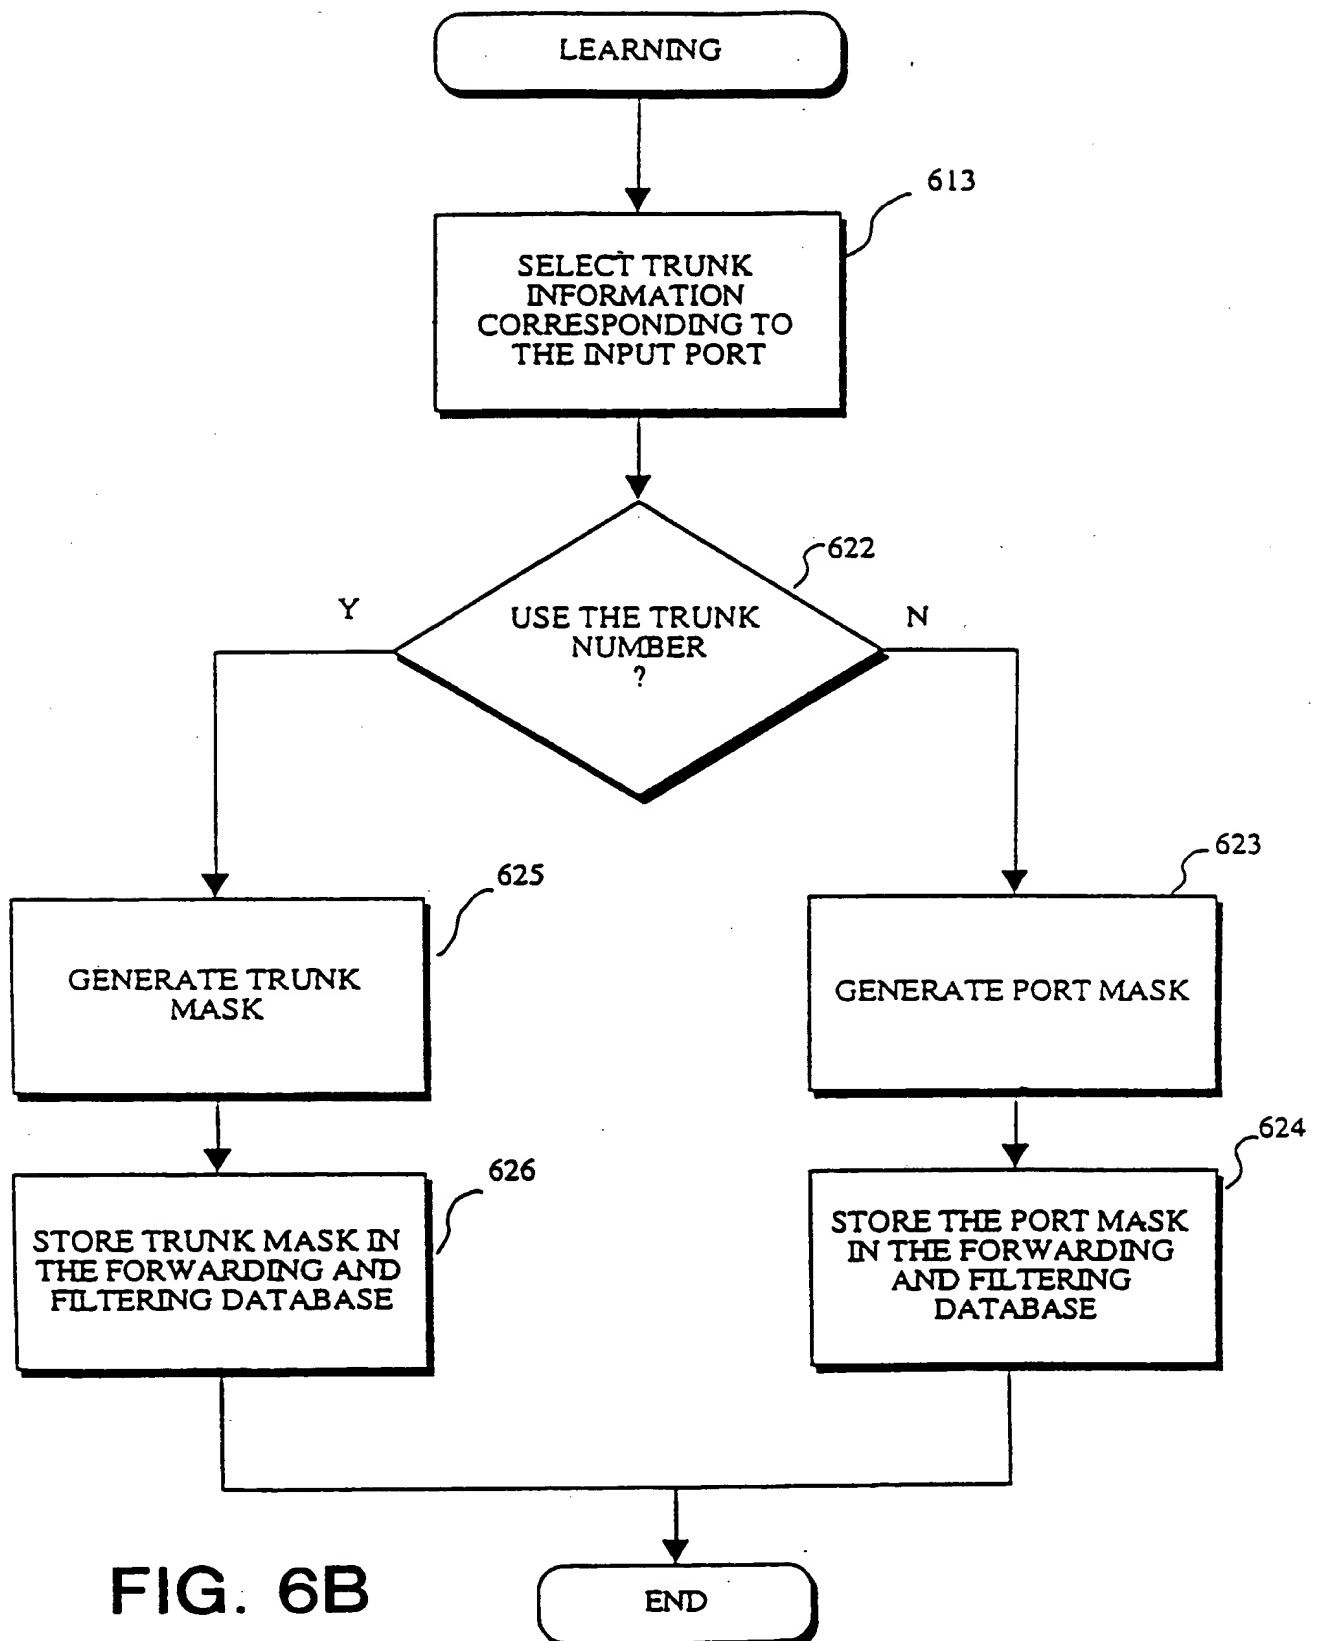 LEARNING
613
SELECT TRUNK
INFORMATION
CORRESPONDING TO
THE INPUT PORT
622
Y
USE THE TRUNK
NUMBER
?
N
625
GENERATE TRUNK
MASK
623
GENERATE PORT MASK
626
STORE TRUNK MASK IN
THE FORWARDING AND
FILTERING DATABASE
624
STORE THE PORT MASK
IN THE FORWARDING
AND FILTERING
DATABASE
FIG. 6B
END